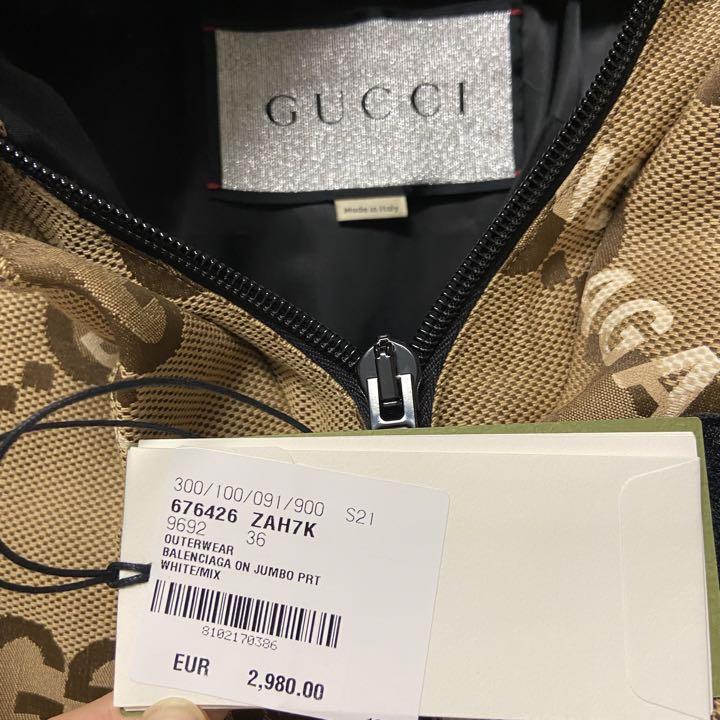 GUCCI
Made in Italy
AGA
300/100/091/900 S21
676426 ZAH7K
9692 36
OUTERWEAR
BALENCIAGA ON JUMBO PRT
WHITE/MIX
8102170386
EUR 2,980.00